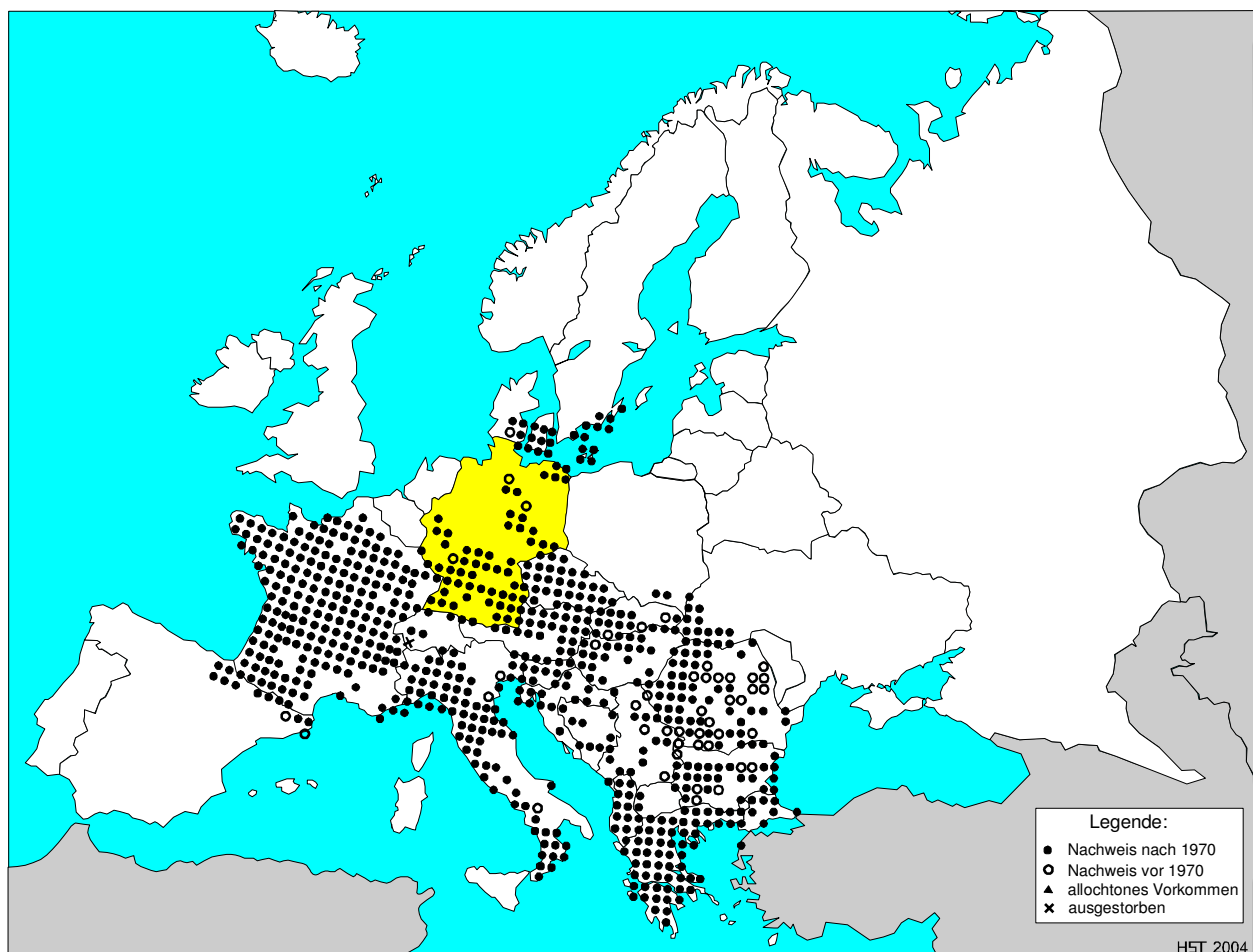 Legende:
Nachweis nach 1970
Nachweis vor 1970
allochtones Vorkommen
ausgestorben
HST 2004